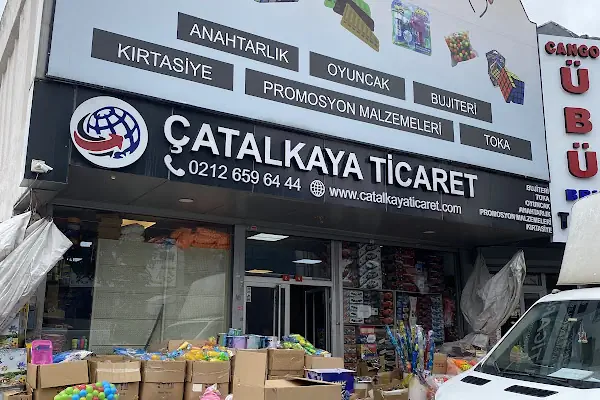 ANAHTARLIK
OYUNCAK
BUJİTERİ
KIRTASİYE
PROMOSYON MALZEMELERİ
TOKA
ÇATALKAYA TİCARET
0212 659 64 44
www.catalkayaticaret.com
BUJİTERİ
TOKA
OYUNCAK
ANAHTARLIK
PROMOSYON MALZEMELERİ
KIRTASİYE
Ü
B
Ü